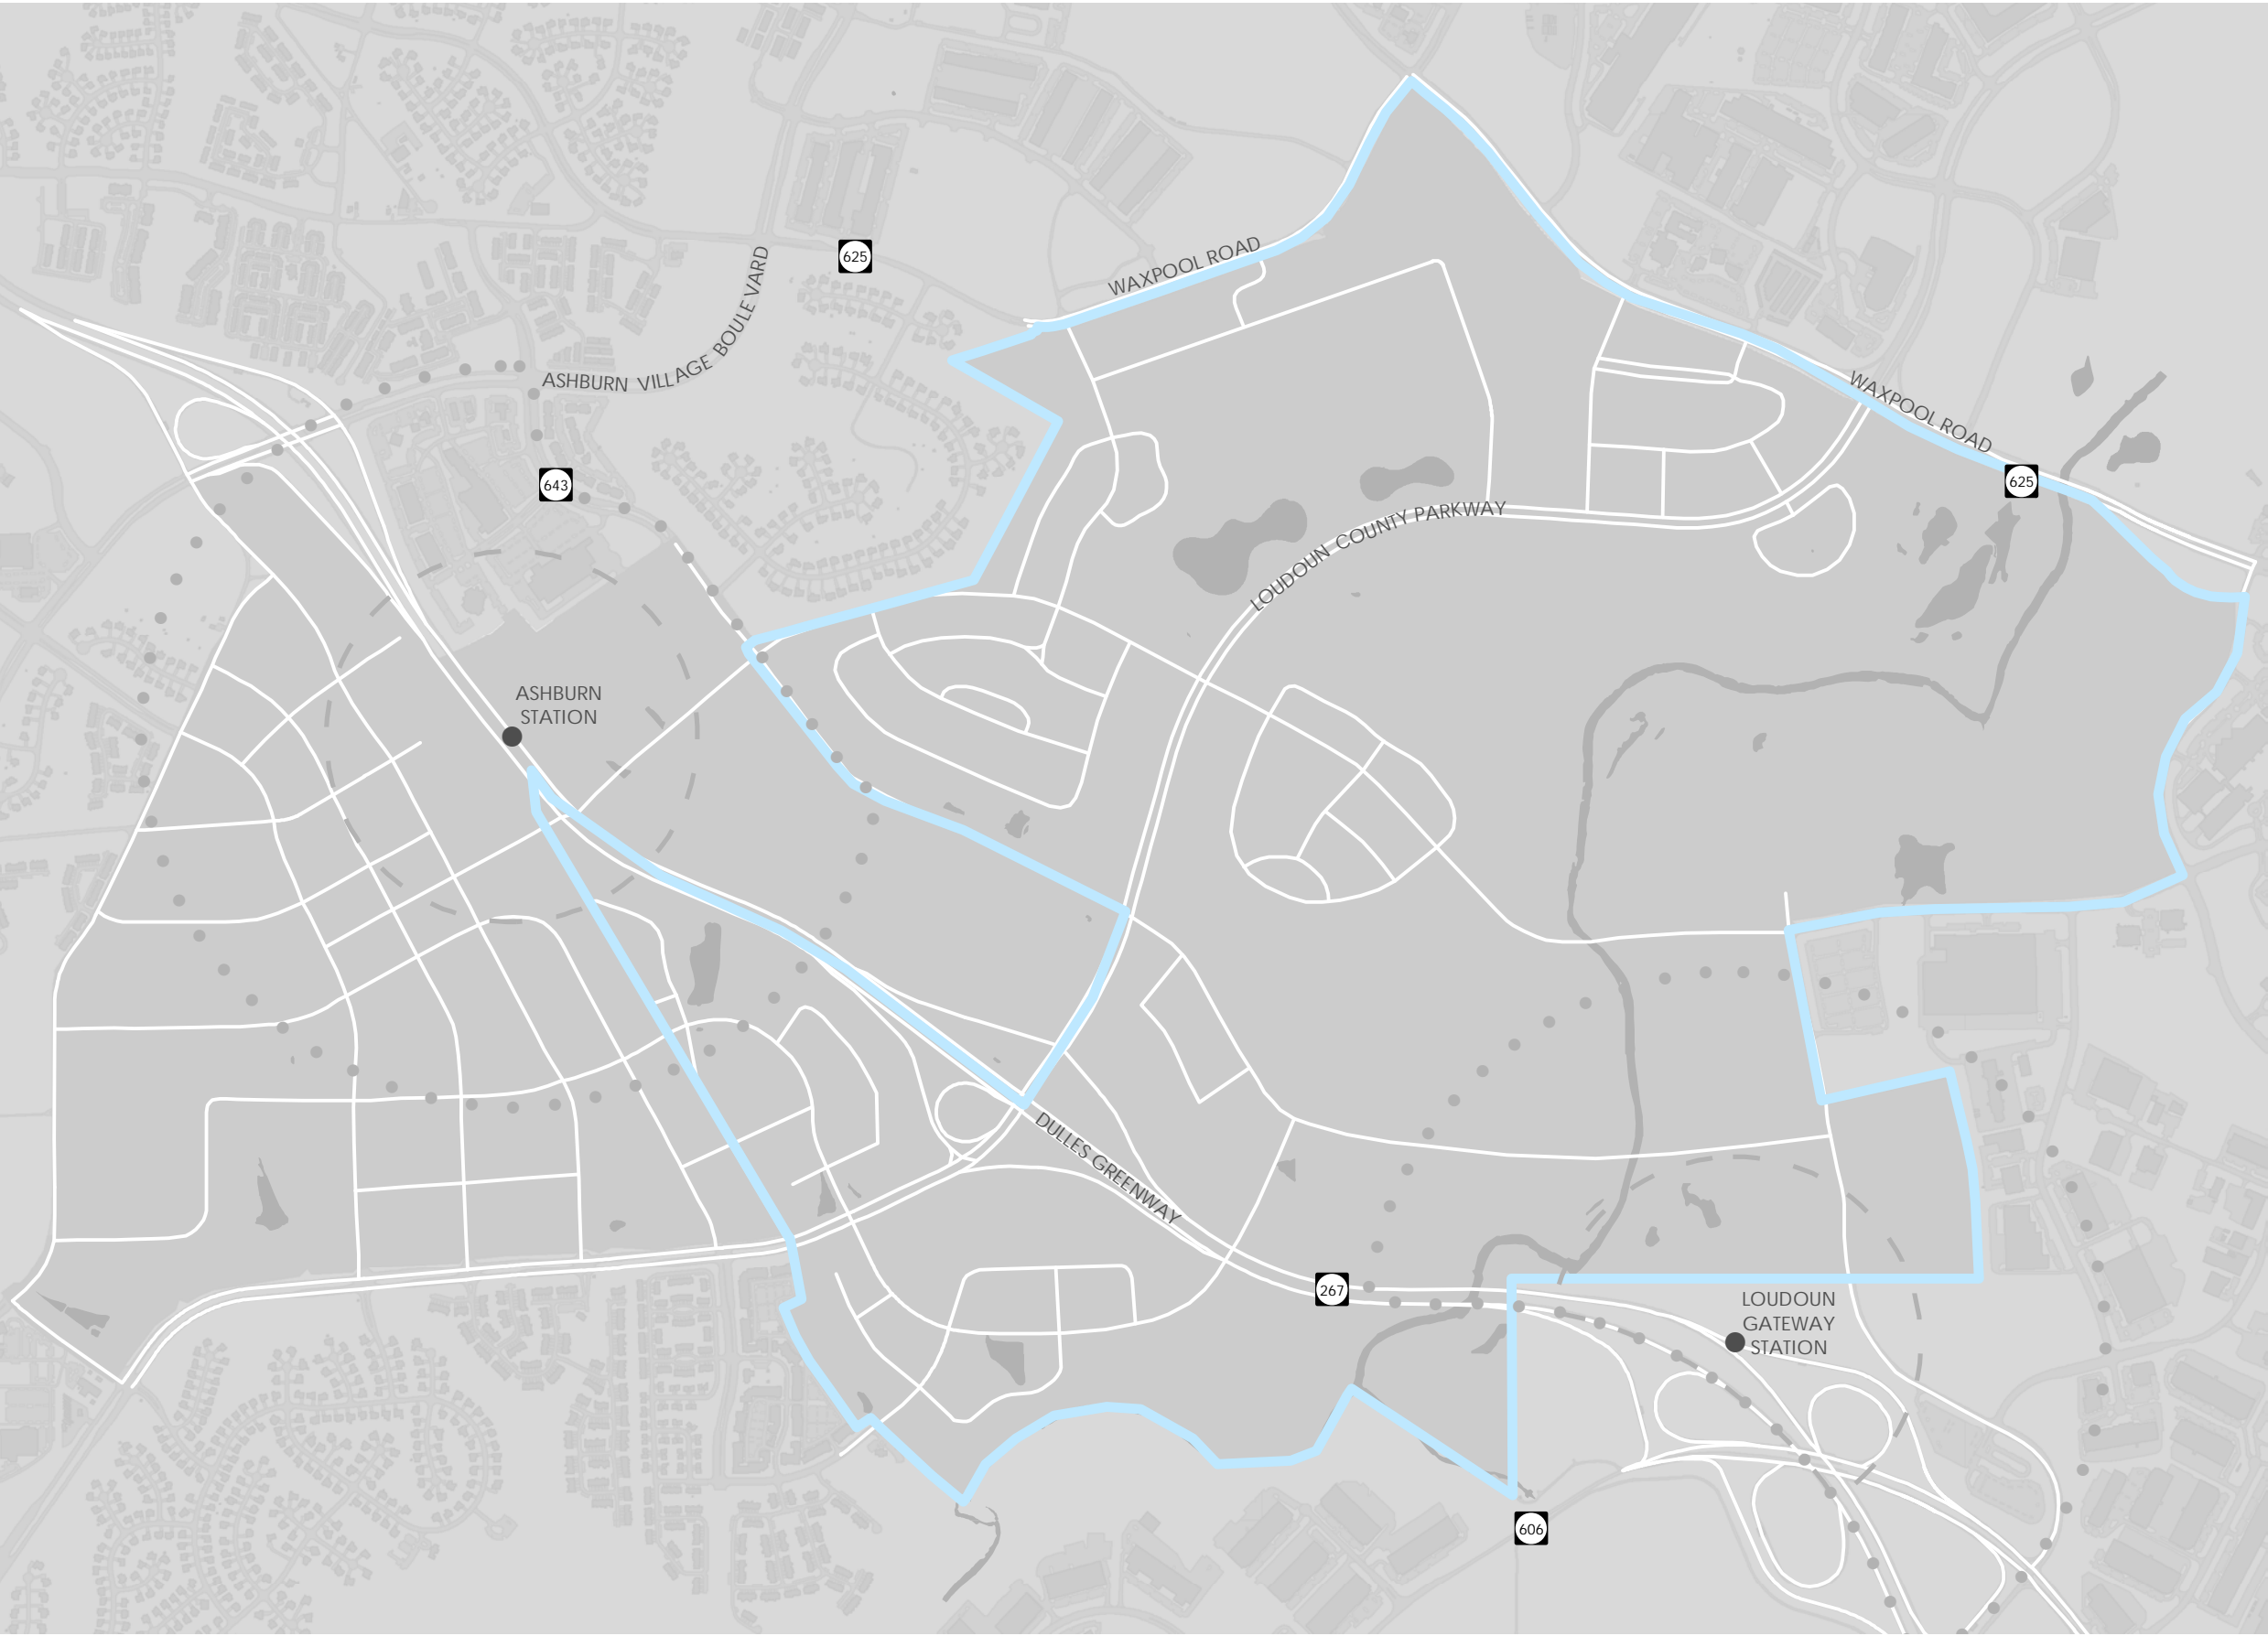 625
WAXPOOL ROAD
ASHBURN VILLAGE BOULEVARD
WAXPOOL ROAD
625
643
LOUDOUN COUNTY PARKWAY
ASHBURN
STATION
DULLES GREENWAY
267
LOUDOUN
GATEWAY
STATION
606